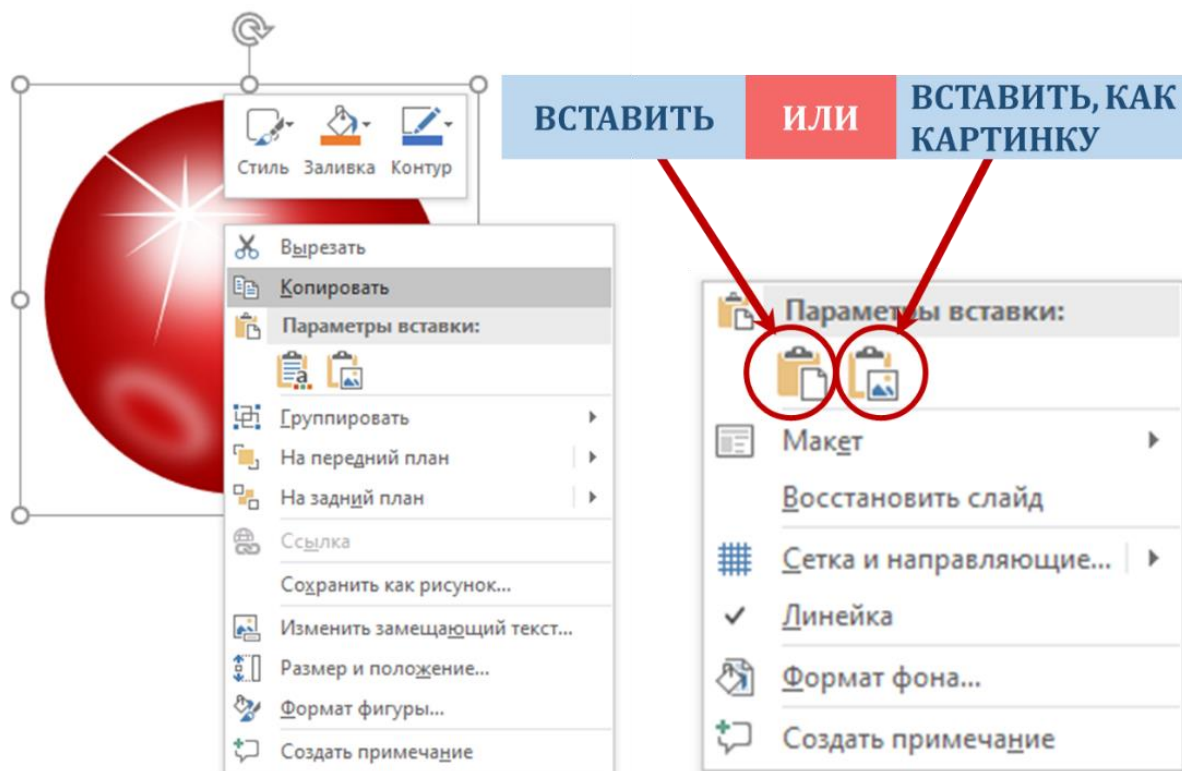 ВСТАВИТЬ
ИЛИ
ВСТАВИТЬ, КАК
КАРТИНКУ
Стиль Заливка Контур
Вырезать
Копировать
Параметры вставки:
Группировать
На передний план
На задний план
Ссылка
Сохранить как рисунок...
Изменить замещающий текст...
Размер и положение...
Формат фигуры...
Создать примечание
Параметры вставки:
Макет
Восстановить слайд
Сетка и направляющие...
Линейка
Формат фона...
Создать примечание